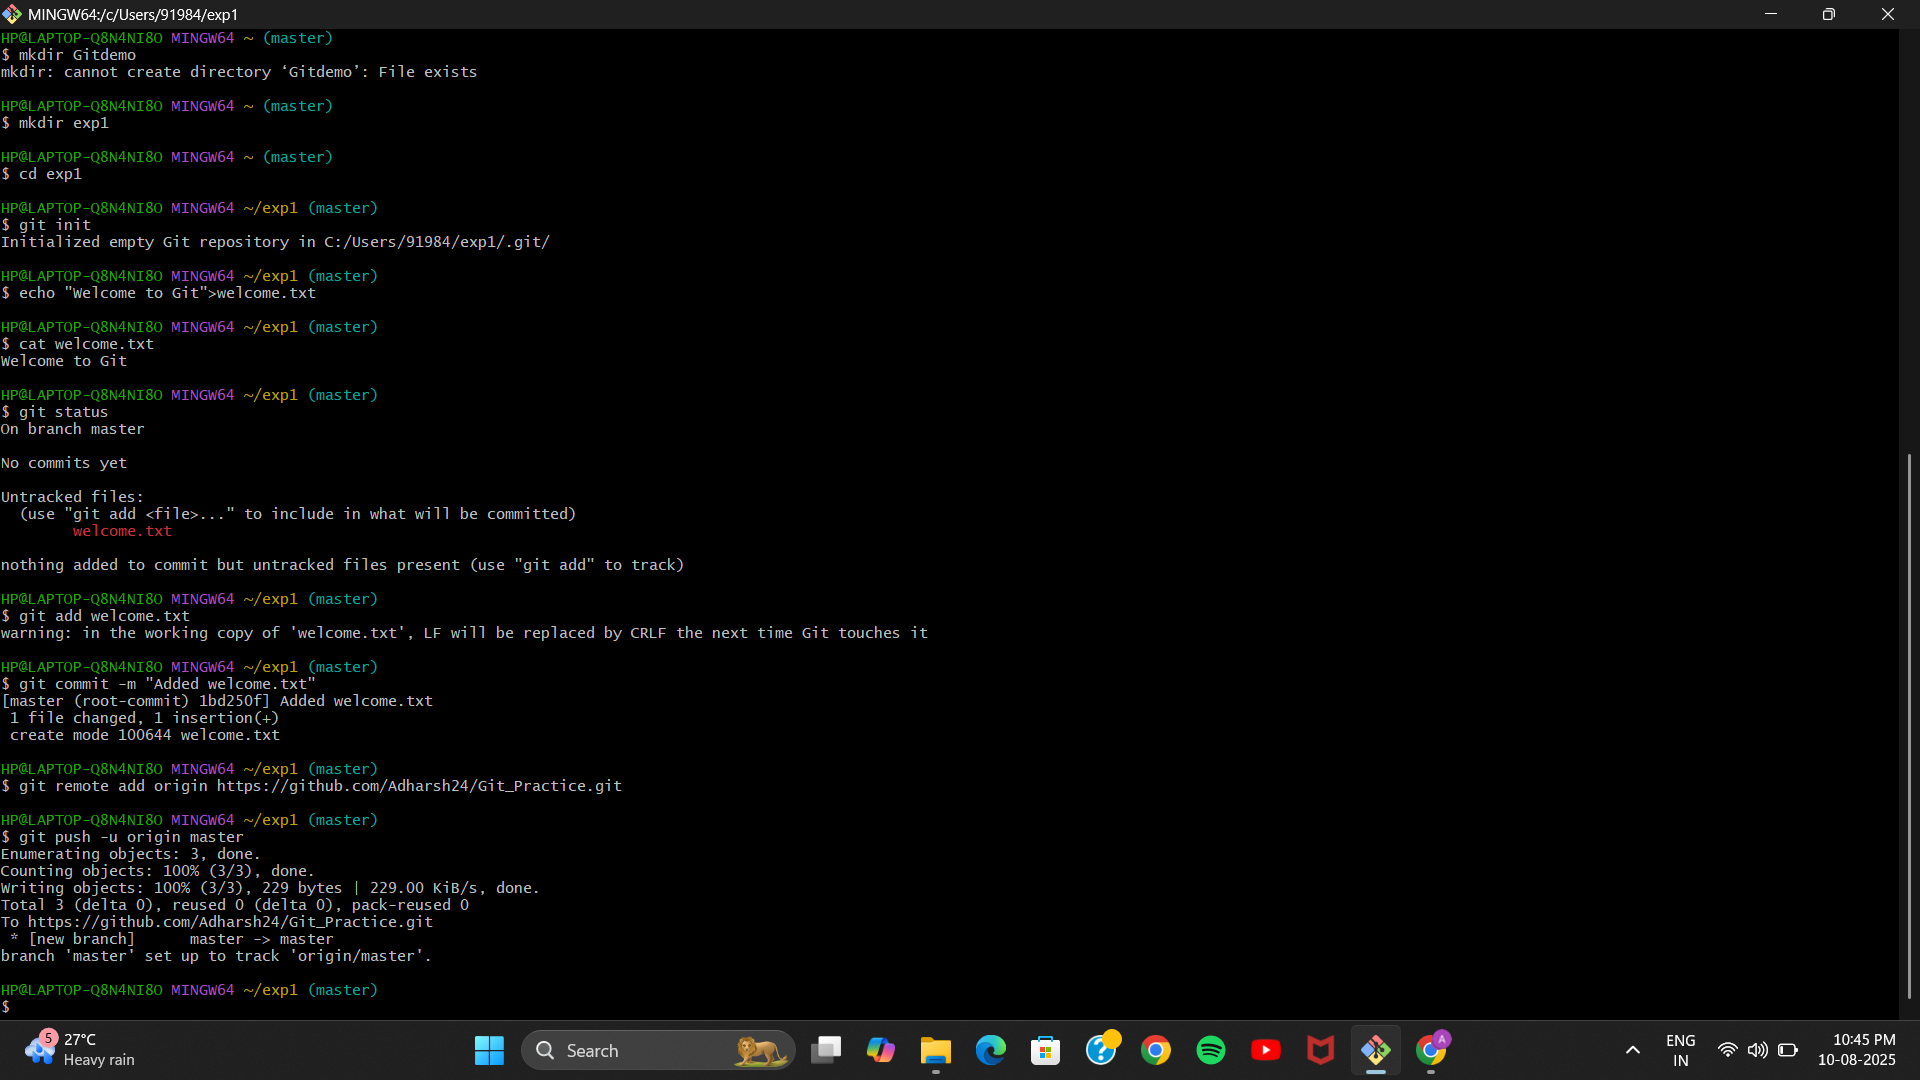 MINGW64:/c/Users/91984/exp1
HP@LAPTOP-Q8N4NI8O MINGW64 ~ (master)
$ mkdir Gitdemo
mkdir: cannot create directory ‘Gitdemo’: File exists
HP@LAPTOP-Q8N4NI8O MINGW64 ~ (master)
$ mkdir exp1
HP@LAPTOP-Q8N4NI8O MINGW64 ~ (master)
$ cd exp1
HP@LAPTOP-Q8N4NI8O MINGW64 ~/exp1 (master)
$ git init
Initialized empty Git repository in C:/Users/91984/exp1/.git/
HP@LAPTOP-Q8N4NI8O MINGW64 ~/exp1 (master)
$ echo "Welcome to Git">welcome.txt
HP@LAPTOP-Q8N4NI8O MINGW64 ~/exp1 (master)
$ cat welcome.txt
Welcome to Git
HP@LAPTOP-Q8N4NI8O MINGW64 ~/exp1 (master)
$ git status
On branch master
No commits yet
Untracked files:
(use "git add <file>..." to include in what will be committed)
welcome.txt
nothing added to commit but untracked files present (use "git add" to track)
HP@LAPTOP-Q8N4NI8O MINGW64 ~/exp1 (master)
$ git add welcome.txt
warning: in the working copy of 'welcome.txt', LF will be replaced by CRLF the next time Git touches it
HP@LAPTOP-Q8N4NI8O MINGW64 ~/exp1 (master)
$ git commit -m "Added welcome.txt"
[master (root-commit) 1bd250f] Added welcome.txt
1 file changed, 1 insertion(+)
create mode 100644 welcome.txt
HP@LAPTOP-Q8N4NI8O MINGW64 ~/exp1 (master)
$ git remote add origin https://github.com/Adharsh24/Git_Practice.git
HP@LAPTOP-Q8N4NI8O MINGW64 ~/exp1 (master)
$ git push -u origin master
Enumerating objects: 3, done.
Counting objects: 100% (3/3), done.
Writing objects: 100% (3/3), 229 bytes | 229.00 KiB/s, done.
Total 3 (delta 0), reused 0 (delta 0), pack-reused 0
To https://github.com/Adharsh24/Git_Practice.git
* [new branch] master -> master
branch 'master' set up to track 'origin/master'.
HP@LAPTOP-Q8N4NI8O MINGW64 ~/exp1 (master)
$
5
27°C
Heavy rain
Search
A
ENG
IN
10:45 PM
10-08-2025